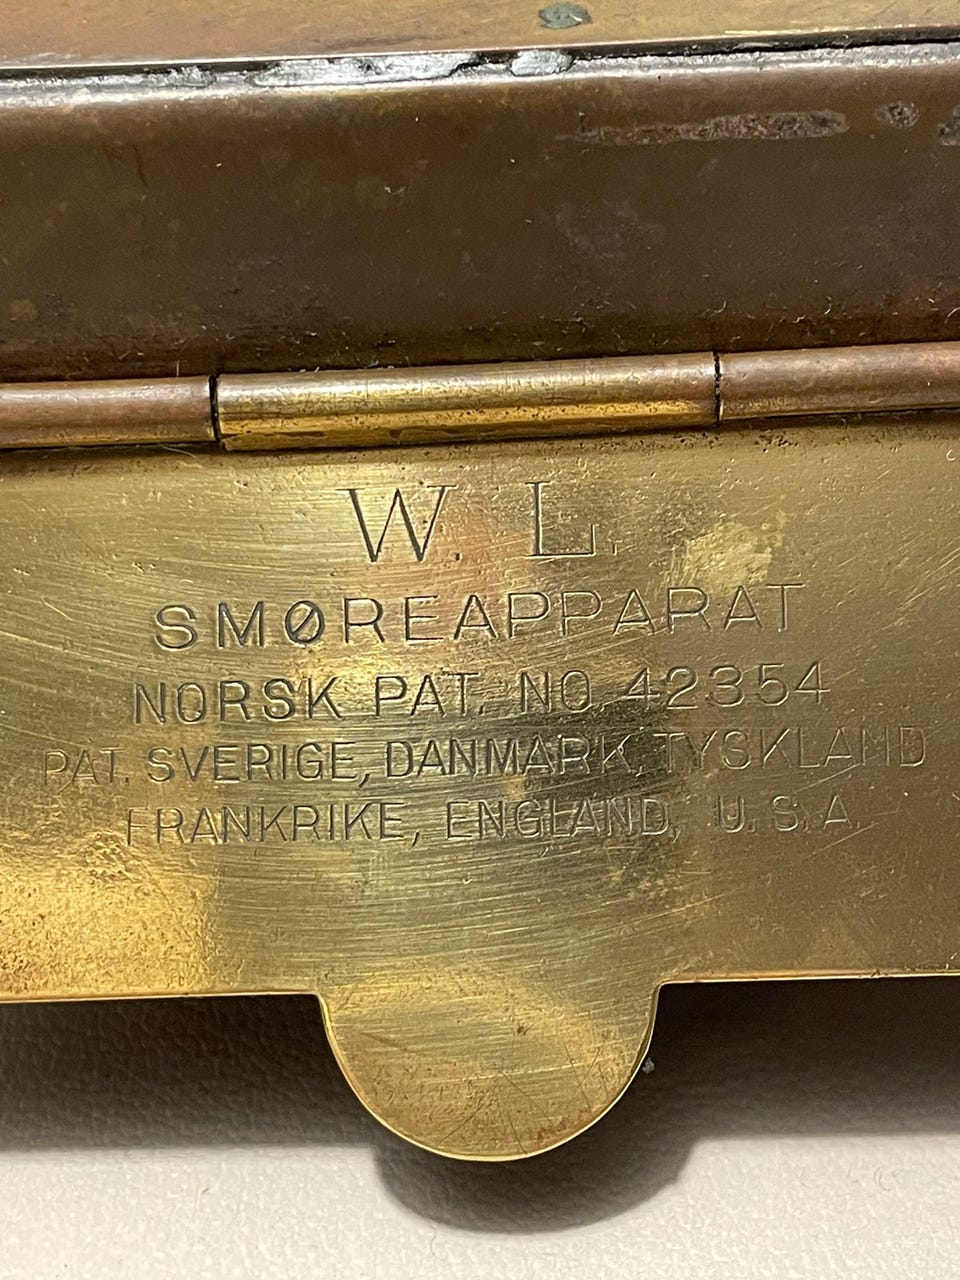 W. L.
SMØREAPPARAT
NORSK PAT. NO. 42354
PAT. SVERIGE, DANMARK, TYSKLAND
FRANKRIKE, ENGLAND, U. S. A.